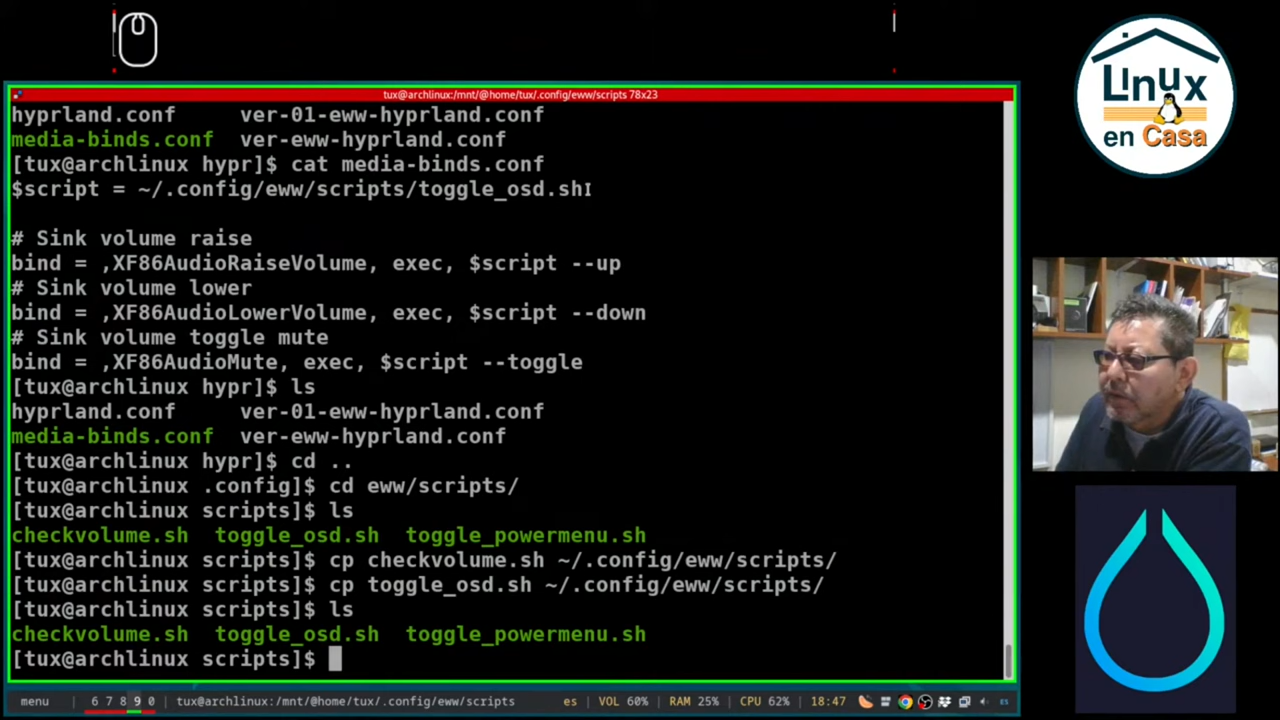 tux@archlinux:/mnt/@home/tux/.config/eww/scripts 78x23
hyprland.conf ver-01-eww-hyprland.conf
media-binds.conf ver-eww-hyprland.conf
[tux@archlinux hypr]$ cat media-binds.conf
$script = ~/.config/eww/scripts/toggle_osd.sh
# Sink volume raise
bind = ,XF86AudioRaiseVolume, exec, $script --up
# Sink volume lower
bind = ,XF86AudioLowerVolume, exec, $script --down
# Sink volume toggle mute
bind = ,XF86AudioMute, exec, $script --toggle
[tux@archlinux hypr]$ ls
hyprland.conf ver-01-eww-hyprland.conf
media-binds.conf ver-eww-hyprland.conf
[tux@archlinux hypr]$ cd ..
[tux@archlinux .config]$ cd eww/scripts/
[tux@archlinux scripts]$ ls
checkvolume.sh toggle_osd.sh toggle_powermenu.sh
[tux@archlinux scripts]$ cp checkvolume.sh ~/.config/eww/scripts/
[tux@archlinux scripts]$ cp toggle_osd.sh ~/.config/eww/scripts/
[tux@archlinux scripts]$ ls
checkvolume.sh toggle_osd.sh toggle_powermenu.sh
[tux@archlinux scripts]$
menu 6 7 8 9 0 tux@archlinux:/mnt/@home/tux/.config/eww/scripts es VOL 60% RAM 25% CPU 62% 18:47 ES
LInux
en Casa